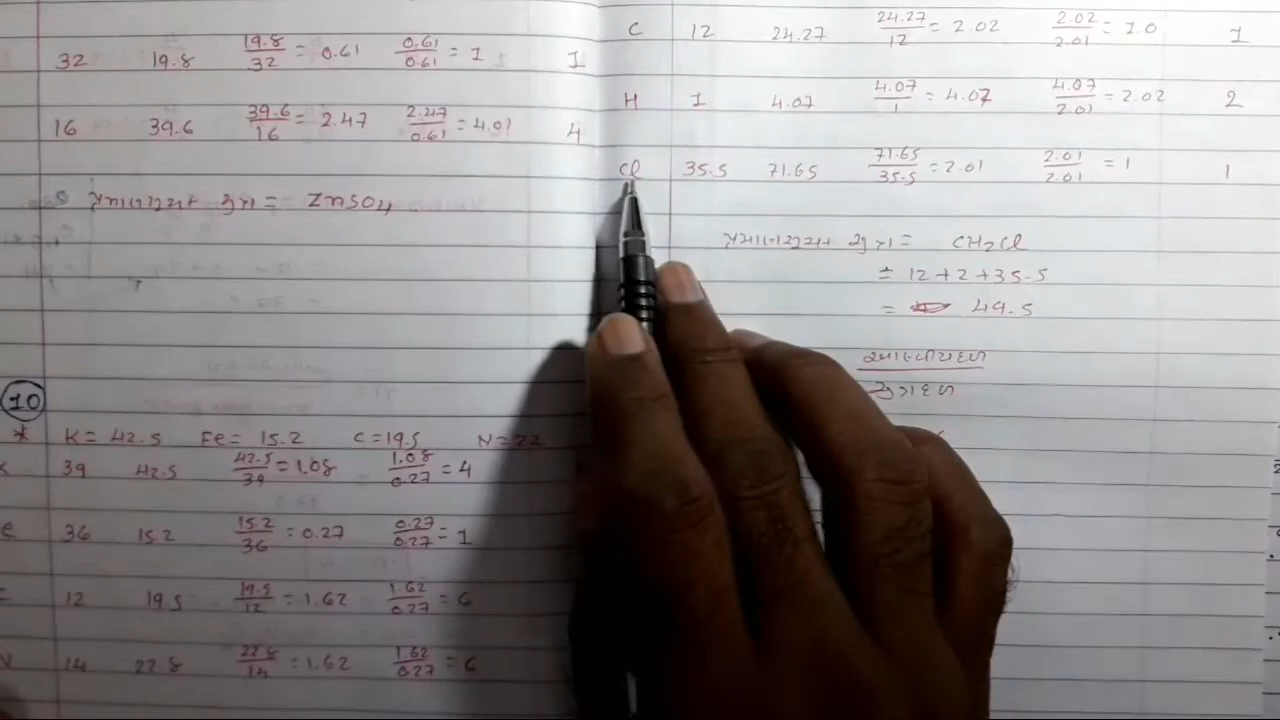 32 19.8 19.8/32 = 0.61 0.61/0.61 = 1 1
16 39.6 39.6/16 = 2.47 2.47/0.61 = 4.01 4
પ્રમાણસૂચક સૂત્ર = ZnSO4
10
* K = 42.5 Fe = 15.2 C = 19.5 N = 22
39 42.5 42.5/39 = 1.08 1.08/0.27 = 4
e 36 15.2 15.2/36 = 0.27 0.27/0.27 = 1
12 19.5 19.5/12 = 1.62 1.62/0.27 = 6
14 22.8 22.8/14 = 1.62 1.62/0.27 = 6
C 12 24.27 24.27/12 = 2.02 2.02/2.01 = 1.0 1
H 1 4.07 4.07/1 = 4.07 4.07/2.01 = 2.02 2
Cl 35.5 71.65 71.65/35.5 = 2.01 2.01/2.01 = 1 1
પ્રમાણસૂચક સૂત્ર = CH2Cl
= 12 + 2 + 35.5
= 49.5